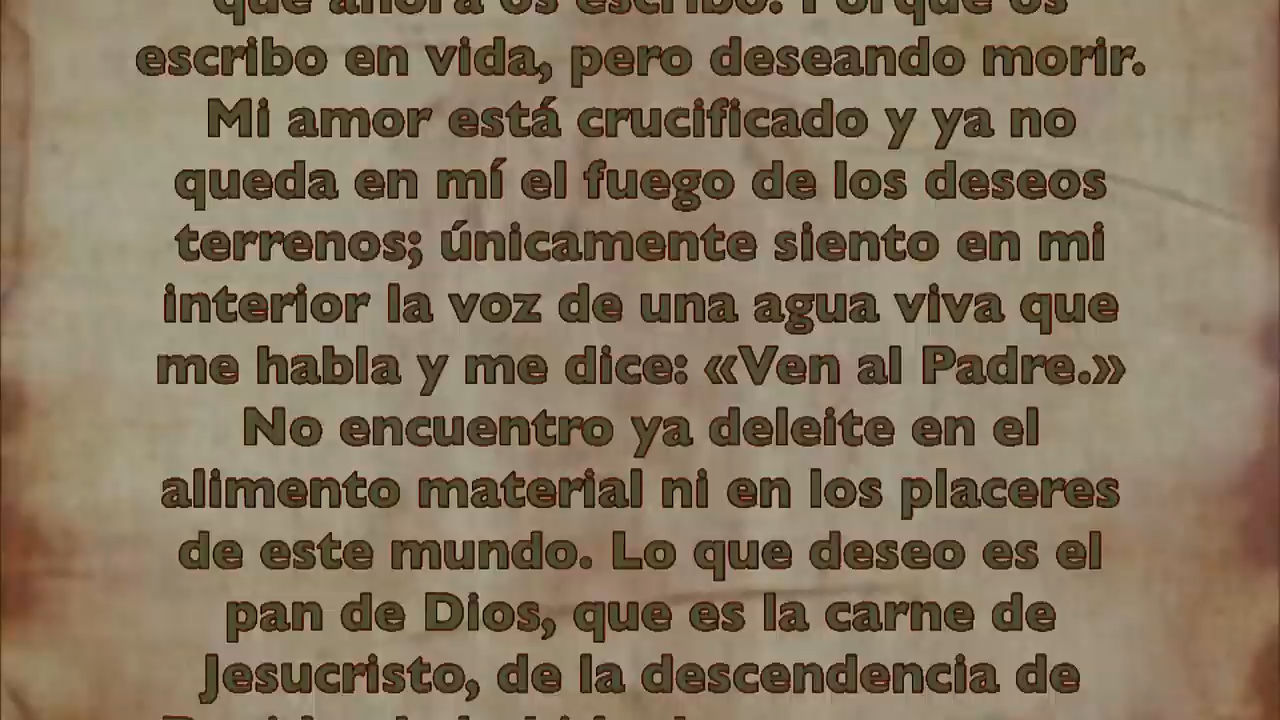 que ahora os escribo. Porque os
escribo en vida, pero deseando morir.
Mi amor está crucificado y ya no
queda en mí el fuego de los deseos
terrenos; únicamente siento en mi
interior la voz de una agua viva que
me habla y me dice: «Ven al Padre.»
No encuentro ya deleite en el
alimento material ni en los placeres
de este mundo. Lo que deseo es el
pan de Dios, que es la carne de
Jesucristo, de la descendencia de